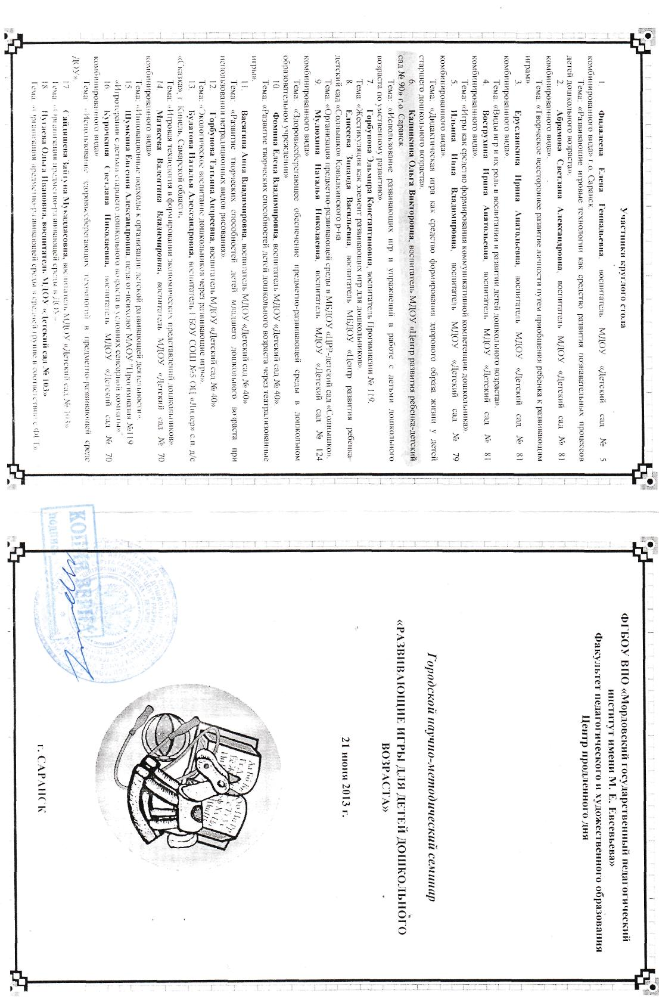 Участники круглого стола
1 Филалеева Елена Геннадьевна, воспитатель МДОУ «Детский сад № 5
комбинированного вида» г о. Саранск
Тема: «Развивающие игровые технологии как средство развития познавательных процессов
детей дошкольного возраста».
2. Абрамова Светлана Александровна, воспитатель МДОУ «Детский сад № 81
комбинированного вида»
Тема: «Творческое всестороннее развитие личности путем приобщения ребенка к развивающим
играм»
3. Ерусланкина Ирина Анатольевна, воспитатель МДОУ «Детский сад № 81
комбинированного вида».
Тема: «Виды игр и их роль в воспитании и развитии детей дошкольного возраста».
4. Вострухина Ирина Анатольевна, воспитатель МДОУ «Детский сад № 81
комбинированного вида».
Тема: «Игры как средство формирования коммуникативной компетенции дошкольника»
5. Ильина Инна Владимировна, воспитатель МДОУ «Детский сад № 79
комбинированного вида».
Тема: «Дидактическая игра как средство формирования здорового образа жизни у детей
старшего дошкольного возраста».
6. Калинкина Ольга Викторовна, воспитатель МДОУ «Центр развития ребенка-детский
сад № 90» г.о. Саранск
Тема: «Использование развивающих игр и упражнений в работе с детьми дошкольного
возраста по умственному развитию».
7. Горбунова Эльмира Константиновна, воспитатель Прогимназии № 119.
Тема «Жестикуляция как элемент развивающих игр для дошкольников».
8. Елисеева Зинаида Васильевна, воспитатель МБДОУ «Центр развития ребенка-
детский сад «Солнышко» Ковылкинского р-на
Тема «Организация предметно-развивающей среды в МБДОУ «ЦРР-детский сад «Солнышко».
9. Мулюхина Наталья Николаевна, воспитатель МДОУ «Детский сад № 124
комбинированного вида»
Тема: «Здоровьесберегающее обеспечение предметно-развивающей среды в дошкольном
образовательном учреждении»
10 Фомина Елена Владимировна, воспитатель МДОУ «Детский сад № 40».
Тема: «Развитие творческих способностей детей дошкольного возраста через театрализованные
игры».
11. Васягина Анна Владимировна, воспитатель МДОУ «Детский сад № 40»
Тема: «Развитие творческих способностей детей младшего дошкольного возраста при
использовании нетрадиционных видов рисования».
12. Горбунова Татьяна Андреевна, воспитатель МДОУ «Детский сад № 40».
Тема: «Экологическое воспитание дошкольников через развивающие игры».
13 Булатова Наталья Александровна, воспитатель ГБОУ СОШ №5 ОЦ «Лидер» с.п. д/с
«Сказка», г. Кинель, Самарской области.
Тема: «Игровая технология в формировании экономических представлений дошкольников»
14 Матвеева Валентина Владимировна, воспитатель МДОУ «Детский сад № 70
комбинированного вида»
Тема: «Инновационные подходы к организации детской развивающей деятельности».
15 Шумкина Евгения Александровна, педагог-психолог МАОУ "Прогимназия №119
«Игротерапия с детьми старшего дошкольного возраста в условиях сенсорной комнаты»
16 Курочкина Светлана Николаевна, воспитатель МДОУ «Детский сад № 70
комбинированного вида»
Тема: «Использование здоровьесберегающих технологий в предметно-развивающей среде
ДОУ»
17 воспитатель МДОУ «Детский сад № 103»
Тема «Организация предметно-развивающей среды в ДОУ»
18 Пугаева Ольга Ивановна, воспитатель МДОУ «Детский сад № 103»
Тема «Организация предметно-развивающей среды в средней группе в соответствии с ФГТ»
ФГБОУ ВПО «Мордовский государственный педагогический
институт имени М. Е. Евсевьева»
Факультет педагогического и художественного образования
Центр продленного дня
Городской научно-методический семинар
«РАЗВИВАЮЩИЕ ИГРЫ ДЛЯ ДЕТЕЙ ДОШКОЛЬНОГО
ВОЗРАСТА»
21 июня 2013 г.
г. САРАНСК
КОПИЯ ВЕРНА
ПОДПИСЬ